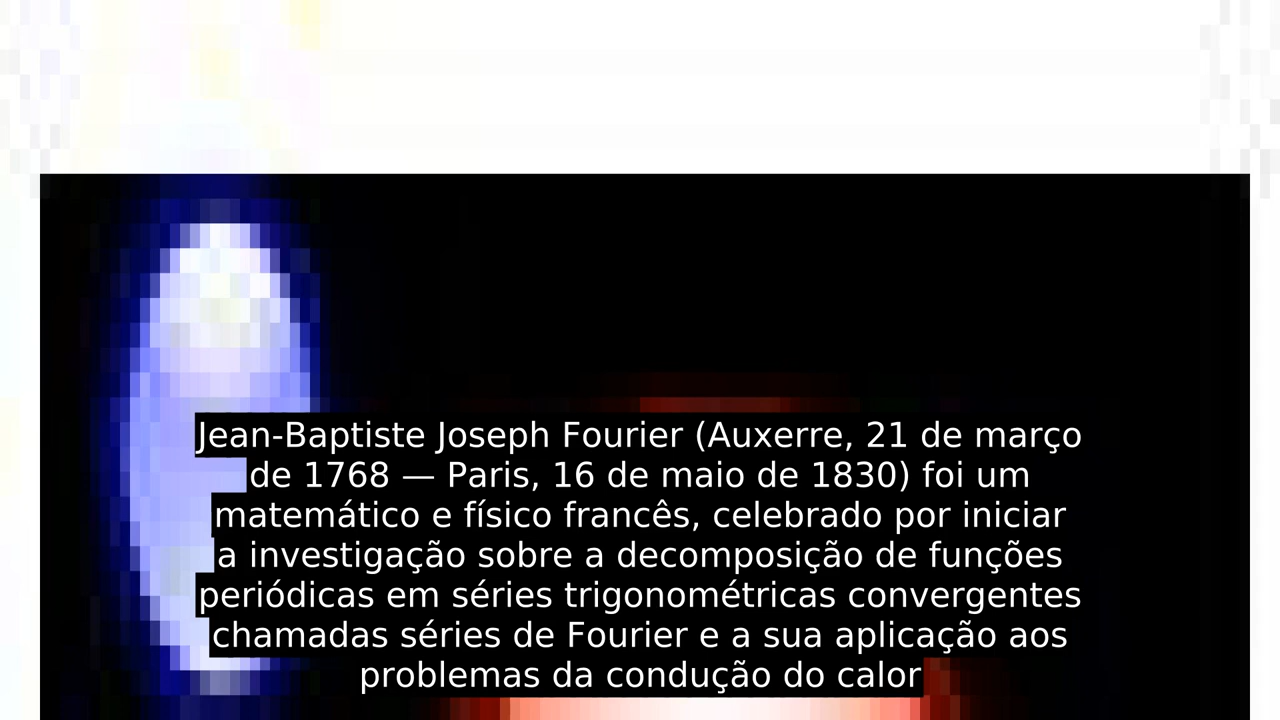 Jean-Baptiste Joseph Fourier (Auxerre, 21 de março
de 1768 — Paris, 16 de maio de 1830) foi um
matemático e físico francês, celebrado por iniciar
a investigação sobre a decomposição de funções
periódicas em séries trigonométricas convergentes
chamadas séries de Fourier e a sua aplicação aos
problemas da condução do calor